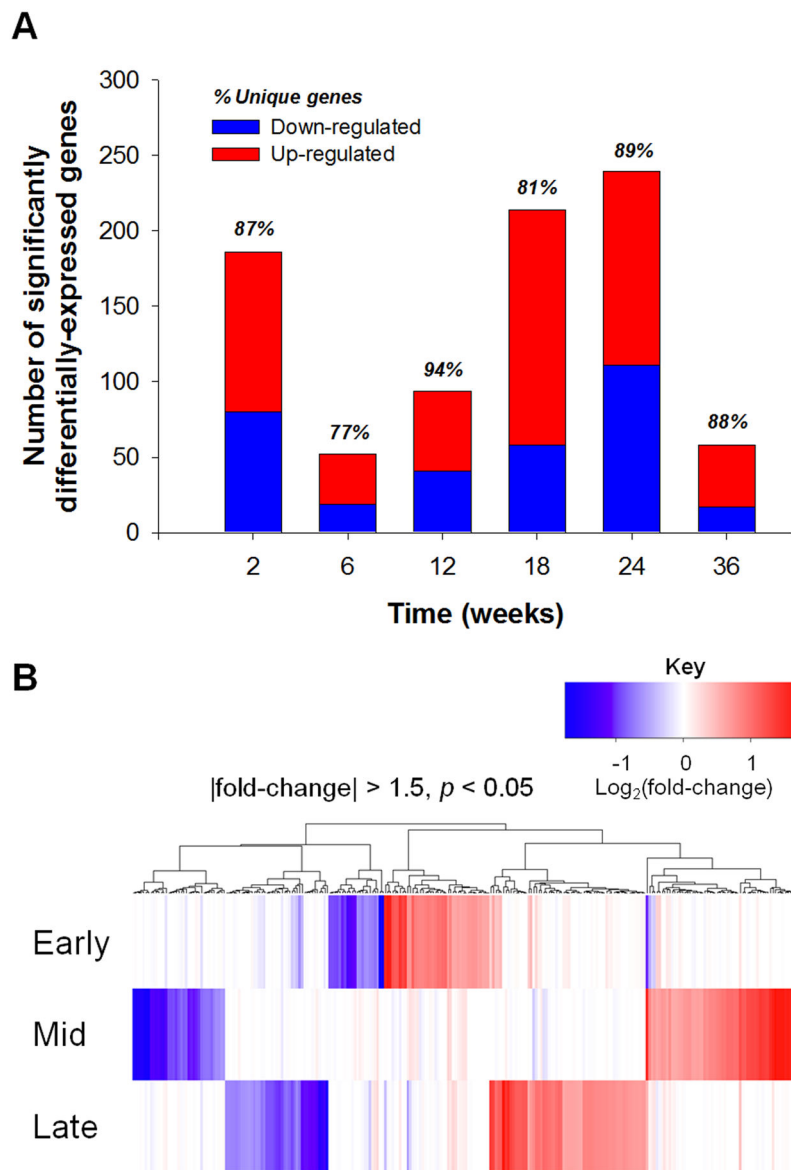 A
Number of significantly
differentially-expressed genes
300
250
200
150
100
50
0
% Unique genes
Down-regulated
Up-regulated
87%
77%
94%
81%
89%
88%
2 6 12 18 24 36
Time (weeks)
B
Key
-1 0 1
Log₂(fold-change)
|fold-change| > 1.5, p < 0.05
Early
Mid
Late